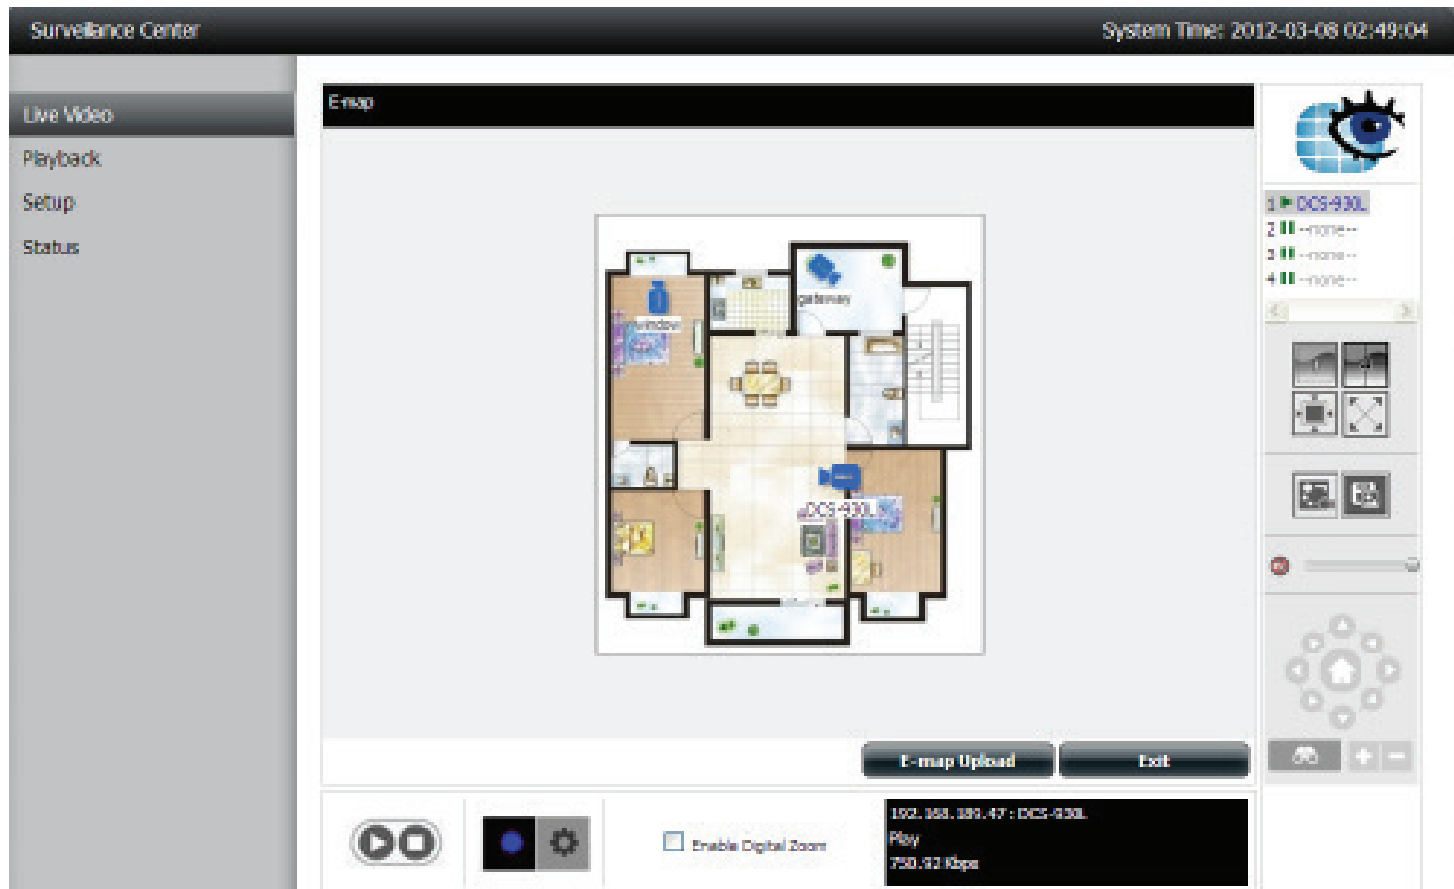 Surveillance Center
System Time: 2012-03-08 02:49:04
Live Video
Playback
Setup
Status
E-map
1 DCS-930L
2 --none--
3 --none--
4 --none--
gateway
window
DCS-930L
E-map Upload
Exit
Enable Digital Zoom
192.168.189.47 : DCS-930L
Play
750.92 Kbps